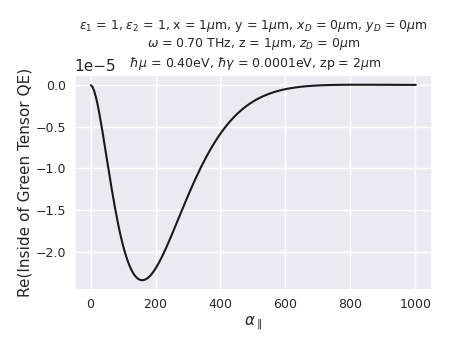 ε₁ = 1, ε₂ = 1, x = 1μm, y = 1μm, x_D = 0μm, y_D = 0μm
ω = 0.70 THz, z = 1μm, z_D = 0μm
1e−5 ℏμ = 0.40eV, ℏγ = 0.0001eV, zp = 2μm
Re(Inside of Green Tensor QE)
0.0
−0.5
−1.0
−1.5
−2.0
0 200 400 600 800 1000
α∥